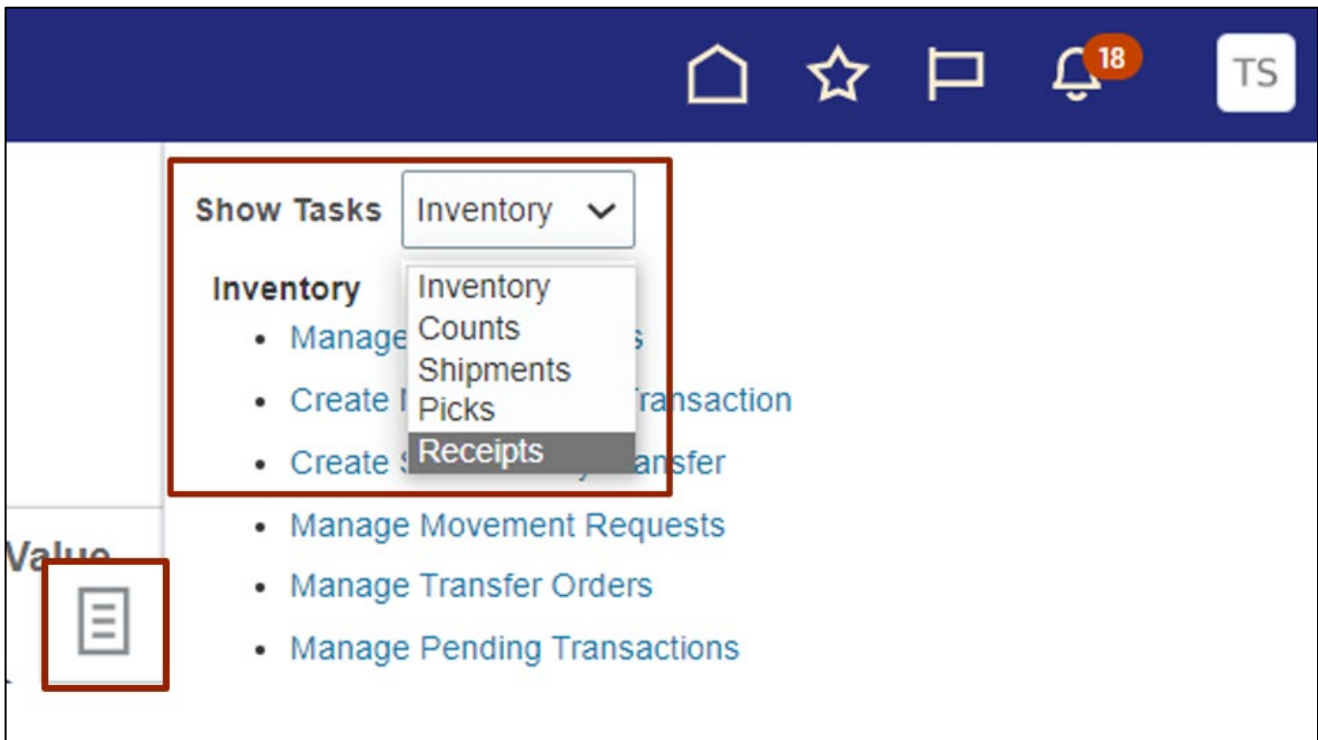 18
TS
Show Tasks Inventory
Inventory
Inventory
Counts
Shipments
Picks
Receipts
Manage
Create ransaction
Create ansfer
Manage Movement Requests
Manage Transfer Orders
Manage Pending Transactions
Value